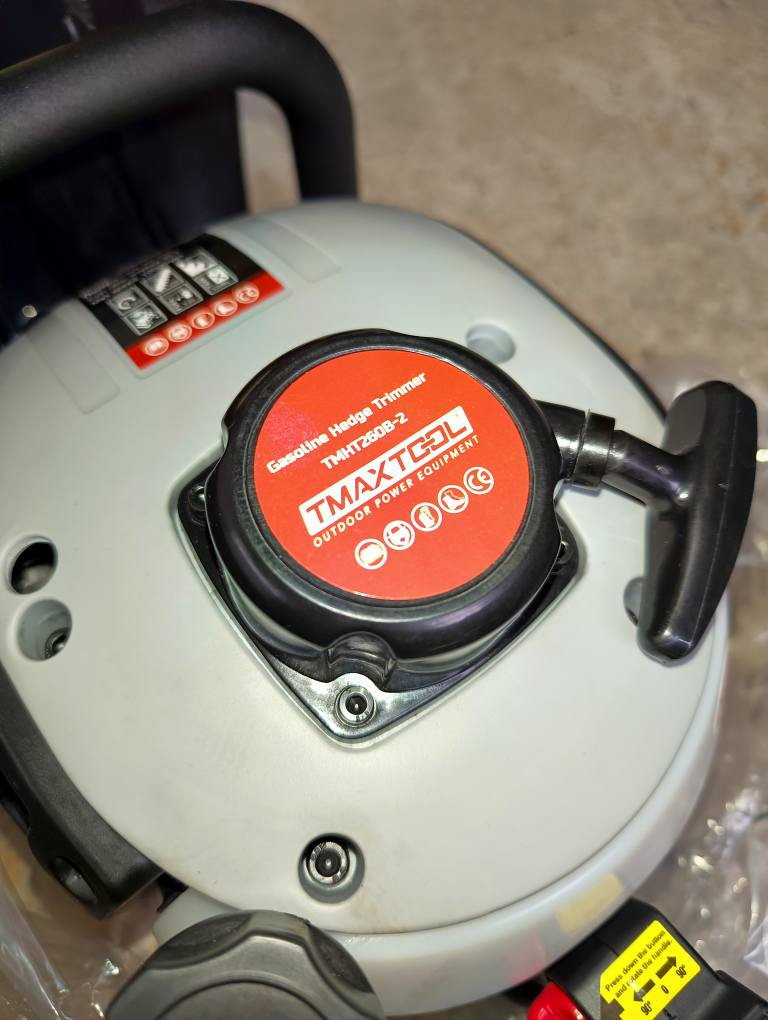 Gasoline Hedge Trimmer
TMHT260B-2
TMAXTOOL
OUTDOOR POWER EQUIPMENT
CE
Press down the button
and rotate the handle.
90° 0 90°